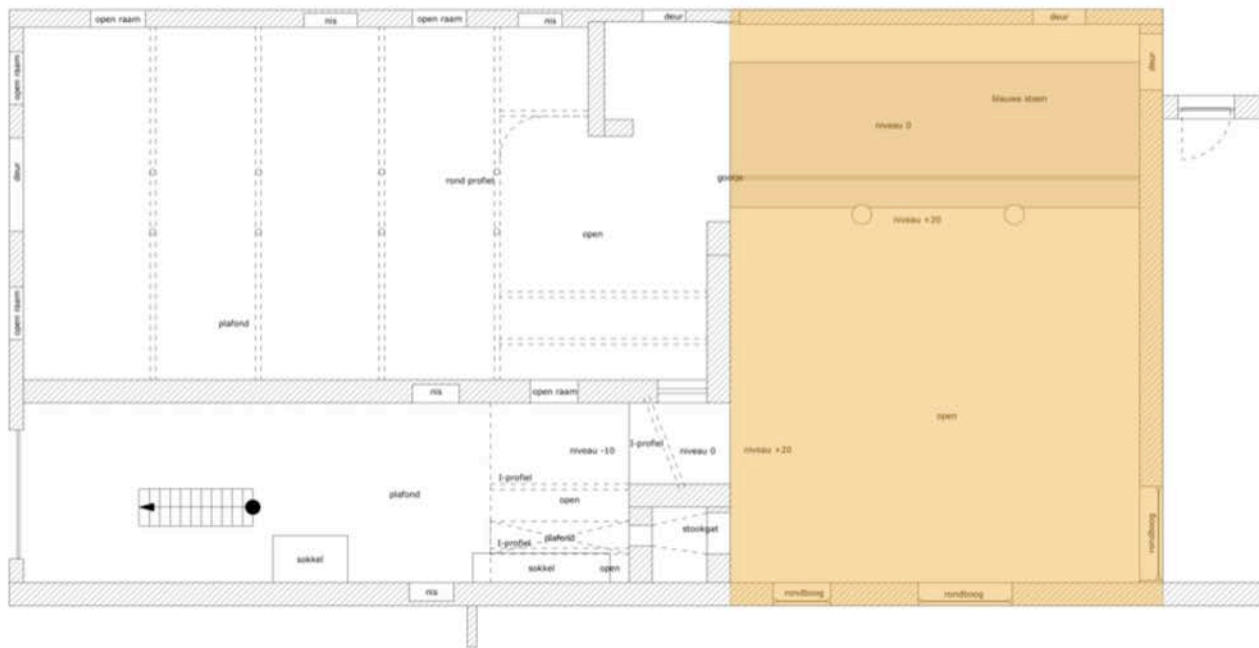 open raam
nis
open raam
nis
deur
deur
open raam
deur
blauwe steen
niveau 0
deur
rond profiel
gootje
niveau +20
open
open raam
plafond
nis
open raam
open
I-profiel
niveau -10
niveau 0
niveau +20
I-profiel
plafond
open
stookgat
plafond
I-profiel
sokkel
sokkel
open
rondboog
nis
rondboog
rondboog